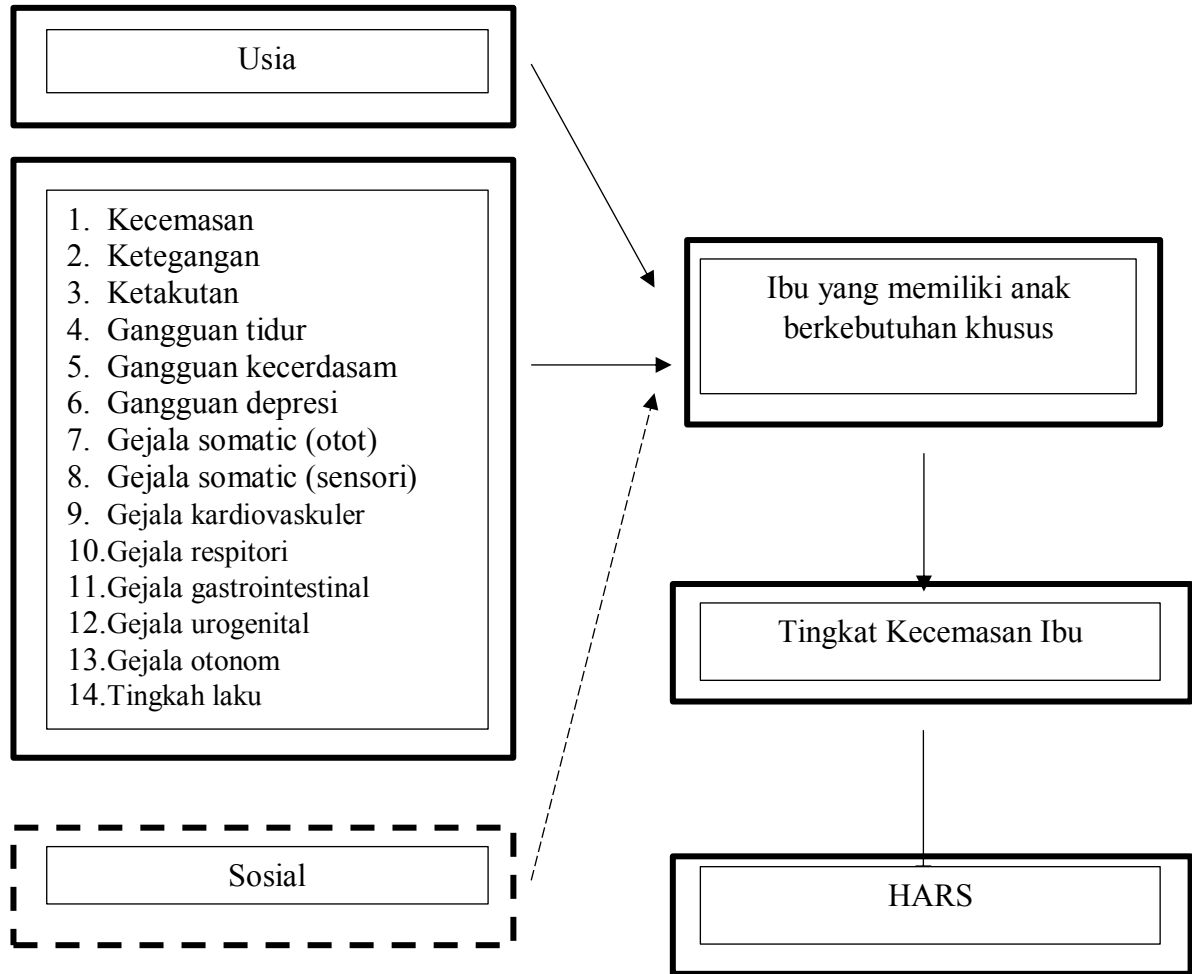 Usia
1. Kecemasan
2. Ketegangan
3. Ketakutan
4. Gangguan tidur
5. Gangguan kecerdasam
6. Gangguan depresi
7. Gejala somatic (otot)
8. Gejala somatic (sensori)
9. Gejala kardiovaskuler
10.Gejala respitori
11.Gejala gastrointestinal
12.Gejala urogenital
13.Gejala otonom
14.Tingkah laku
Sosial
Ibu yang memiliki anak
berkebutuhan khusus
Tingkat Kecemasan Ibu
HARS